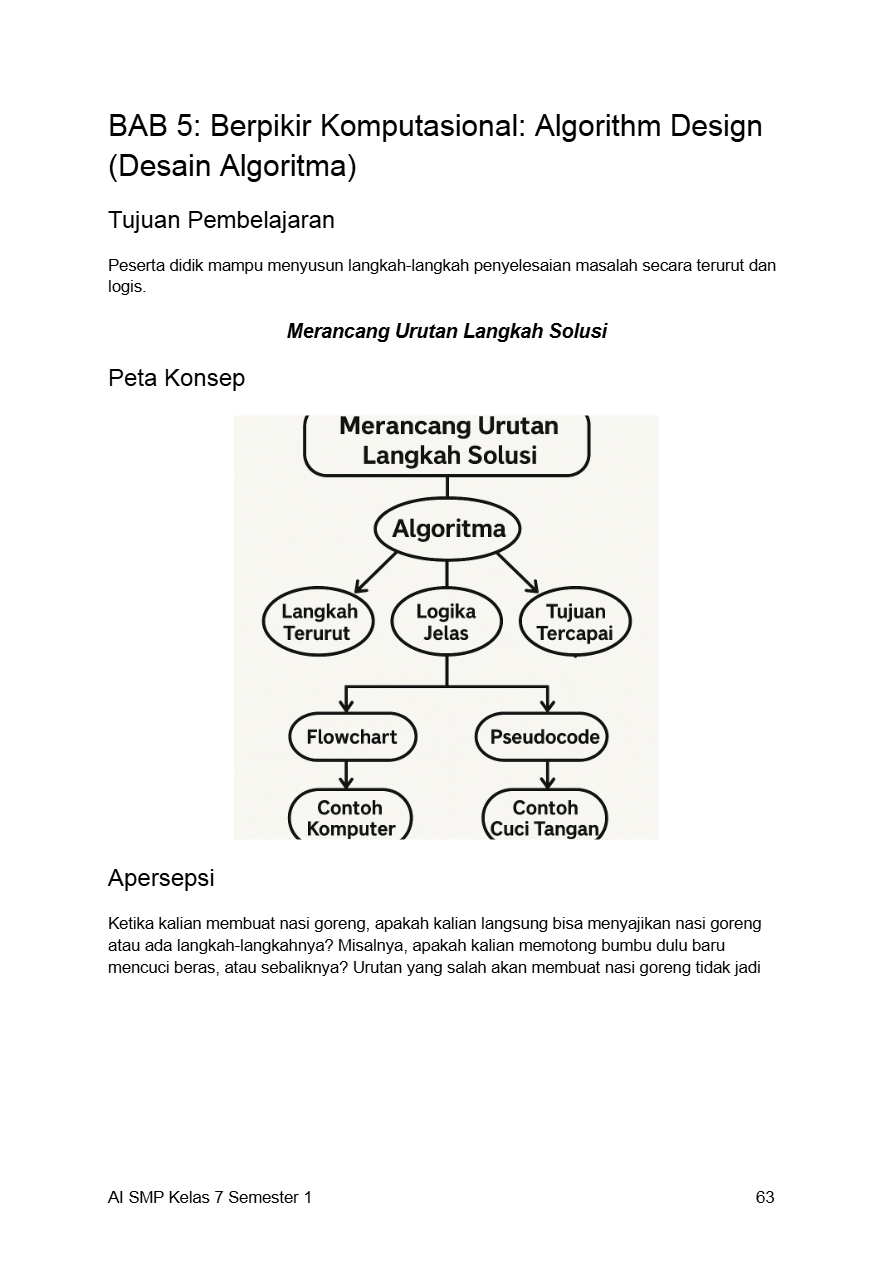 BAB 5: Berpikir Komputasional: Algorithm Design
(Desain Algoritma)
Tujuan Pembelajaran
Peserta didik mampu menyusun langkah-langkah penyelesaian masalah secara terurut dan
logis.
Merancang Urutan Langkah Solusi
Peta Konsep
Merancang Urutan
Langkah Solusi
Algoritma
Langkah
Terurut
Logika
Jelas
Tujuan
Tercapai
Flowchart
Pseudocode
Contoh
Komputer
Contoh
Cuci Tangan
Apersepsi
Ketika kalian membuat nasi goreng, apakah kalian langsung bisa menyajikan nasi goreng
atau ada langkah-langkahnya? Misalnya, apakah kalian memotong bumbu dulu baru
mencuci beras, atau sebaliknya? Urutan yang salah akan membuat nasi goreng tidak jadi
AI SMP Kelas 7 Semester 1 63